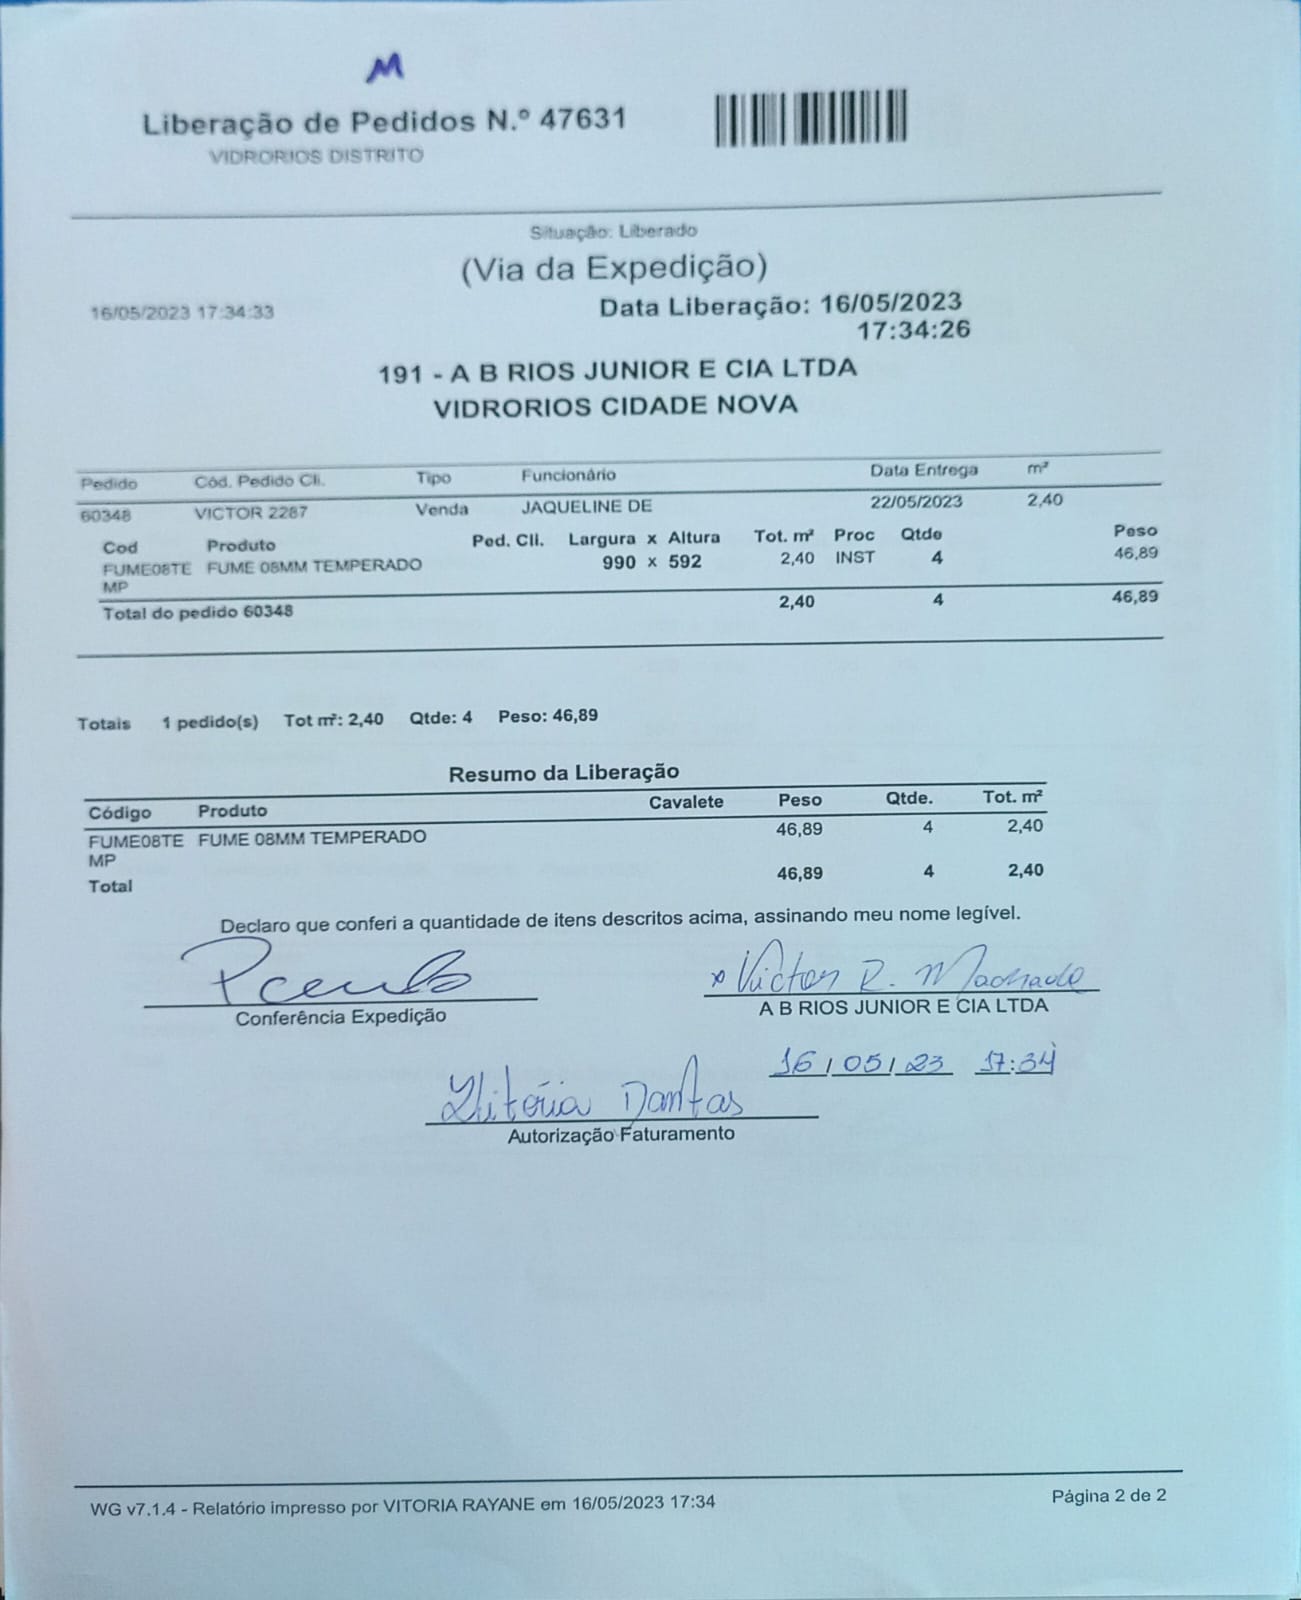 M
Liberação de Pedidos N.º 47631
VIDRORIOS DISTRITO
Situação: Liberado
(Via da Expedição)
16/05/2023 17:34:33
Data Liberação: 16/05/2023
17:34:26
191 - A B RIOS JUNIOR E CIA LTDA
VIDRORIOS CIDADE NOVA
Pedido Cód. Pedido Cli. Tipo Funcionário Data Entrega m²
60348 VICTOR 2287 Venda JAQUELINE DE 22/05/2023 2,40
Cod Produto Ped. Cli. Largura x Altura Tot. m² Proc Qtde Peso
FUME08TE FUME 08MM TEMPERADO 990 x 592 2,40 INST 4 46,89
MP
Total do pedido 60348 2,40 4 46,89
Totais 1 pedido(s) Tot m²: 2,40 Qtde: 4 Peso: 46,89
Resumo da Liberação
Código Produto Cavalete Peso Qtde. Tot. m²
FUME08TE FUME 08MM TEMPERADO 46,89 4 2,40
MP
Total 46,89 4 2,40
Declaro que conferi a quantidade de itens descritos acima, assinando meu nome legível.
x Victor R. Machado
Conferência Expedição A B RIOS JUNIOR E CIA LTDA
16/05/23 17:34
Vitória Dantas
Autorização Faturamento
WG v7.1.4 - Relatório impresso por VITORIA RAYANE em 16/05/2023 17:34 Página 2 de 2